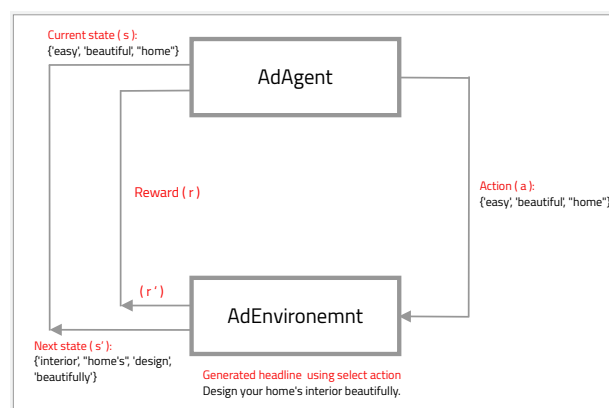 Current state ( s ):
{'easy', 'beautiful', "home"}
AdAgent
Reward ( r )
Action ( a ):
{'easy', 'beautiful', "home"}
( r ’ )
AdEnvironemnt
Next state ( s’ ):
{'interior', "home's", 'design',
'beautifully'}
Generated headline using select action
Design your home's interior beautifully.